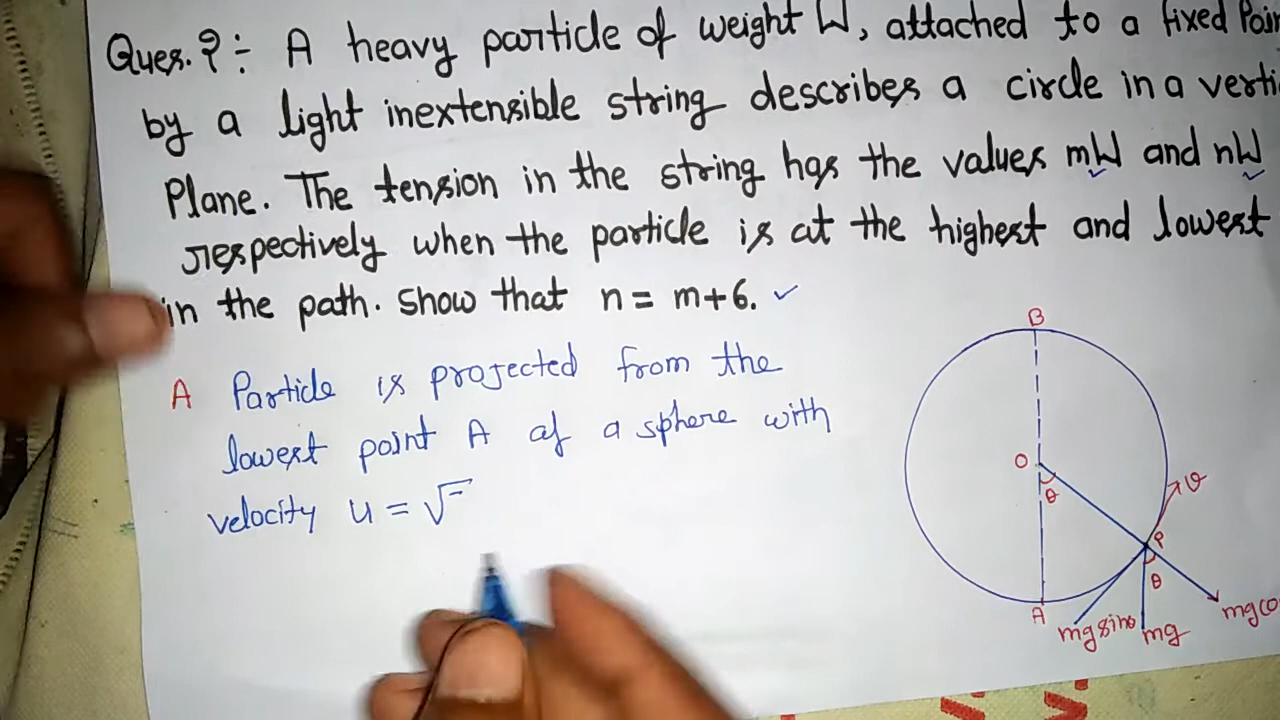 Ques.?:- A heavy particle of weight W, attached to a fixed Poin
by a light inextensible string describes a circle in a verti
Plane. The tension in the string has the values mW and nW
respectively when the particle is at the highest and lowest
in the path. Show that n = m+6.
A Particle is projected from the
lowest point A of a sphere with
velocity u = √
B
O
θ
v
P
θ
A
mg sinθ
mg
mg co